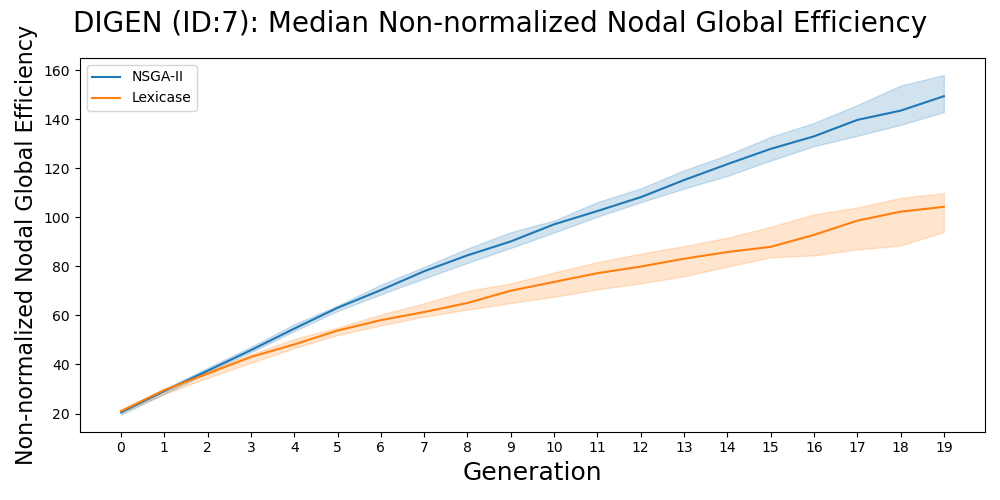 DIGEN (ID:7): Median Non-normalized Nodal Global Efficiency
Non-normalized Nodal Global Efficiency
160
140
120
100
80
60
40
20
NSGA-II
Lexicase
0 1 2 3 4 5 6 7 8 9 10 11 12 13 14 15 16 17 18 19
Generation